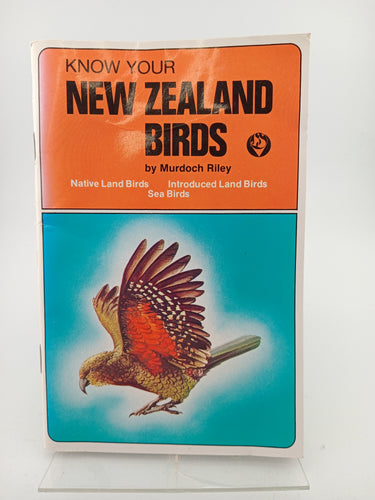 KNOW YOUR
NEW ZEALAND
BIRDS
by Murdoch Riley
Native Land Birds Introduced Land Birds
Sea Birds